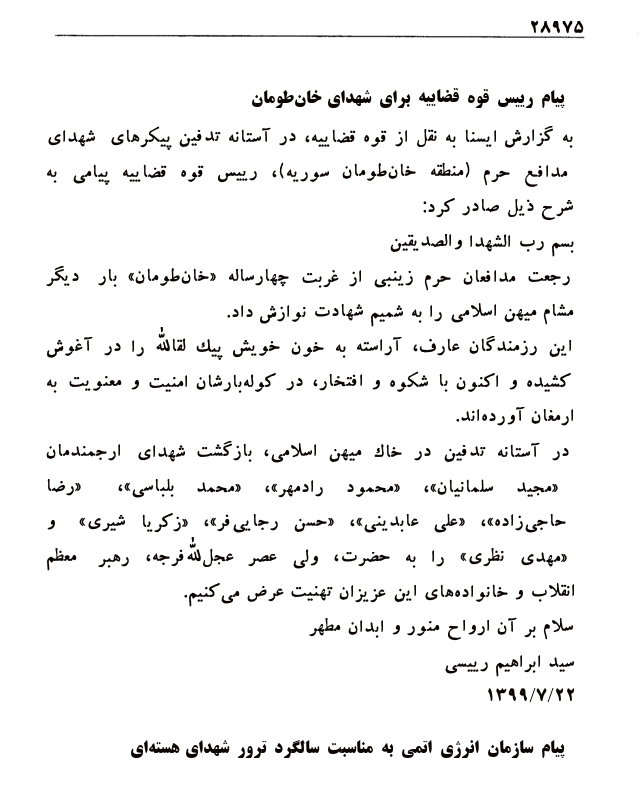 ۲۸۹۷۵
پیام رییس قوه قضاییه برای شهدای خان‌طومان
به گزارش ایسنا به نقل از قوه قضاییه، در آستانه تدفین پیکرهای شهدای
مدافع حرم (منطقه خان‌طومان سوریه)، رییس قوه قضاییه پیامی به
شرح ذیل صادر کرد:
بسم رب الشهدا والصدیقین
رجعت مدافعان حرم زینبی از غربت چهارساله «خان‌طومان» بار دیگر
مشام میهن اسلامی را به شمیم شهادت نوازش داد.
این رزمندگان عارف، آراسته به خون خویش پیك لقاالله را در آغوش
کشیده و اکنون با شکوه و افتخار، در کوله‌بارشان امنیت و معنویت به
ارمغان آورده‌اند.
در آستانه تدفین در خاك میهن اسلامی، بازگشت شهدای ارجمندمان
«مجید سلمانیان»، «محمود رادمهر»، «محمد بلباسی»، «رضا
حاجی‌زاده»، «علی عابدینی»، «حسن رجایی‌فر»، «زکریا شیری» و
«مهدی نظری» را به حضرت، ولی عصر عجل‌الله‌فرجه، رهبر معظم
انقلاب و خانواده‌های این عزیزان تهنیت عرض می‌کنیم.
سلام بر آن ارواح منور و ابدان مطهر
سید ابراهیم رییسی
۱۳۹۹/۷/۲۲
پیام سازمان انرژی اتمی به مناسبت سالگرد ترور شهدای هسته‌ای